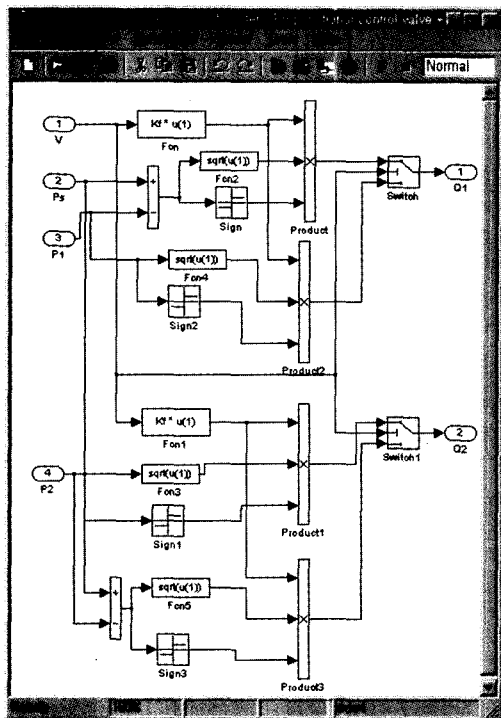 control valve
Normal
1
V
Kf * u(1)
Fcn
2
Ps
sqrt(u(1))
Fcn2
1
Q1
Switch
+
-
Sign
3
P1
Product
sqrt(u(1))
Fcn4
Sign2
Product2
Kf * u(1)
Fcn1
2
Q2
Switch1
4
P2
sqrt(u(1))
Fcn3
Sign1
Product1
+
-
sqrt(u(1))
Fcn5
Sign3
Product3